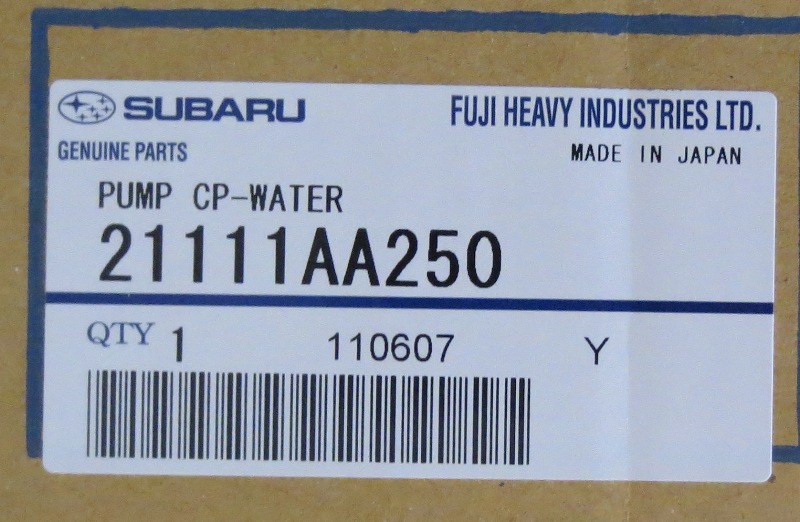 SUBARU FUJI HEAVY INDUSTRIES LTD.
GENUINE PARTS MADE IN JAPAN
PUMP CP-WATER
21111AA250
QTY 1 110607 Y